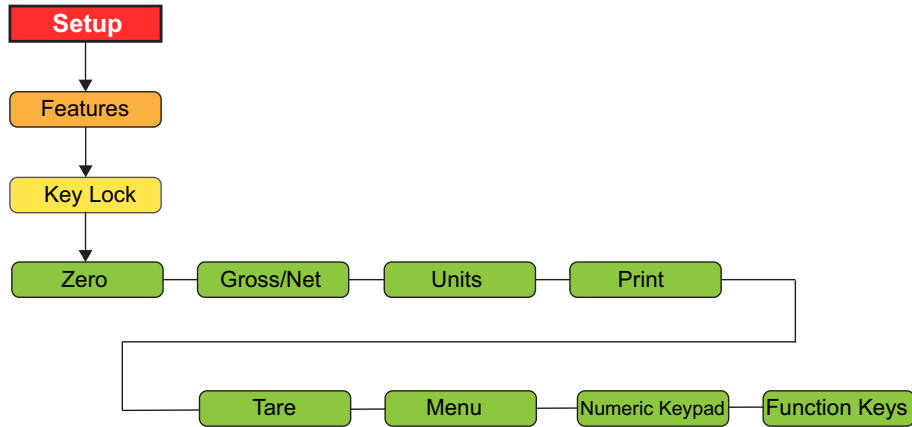 Setup
Features
Key Lock
Zero
Gross/Net
Units
Print
Tare
Menu
Numeric Keypad
Function Keys